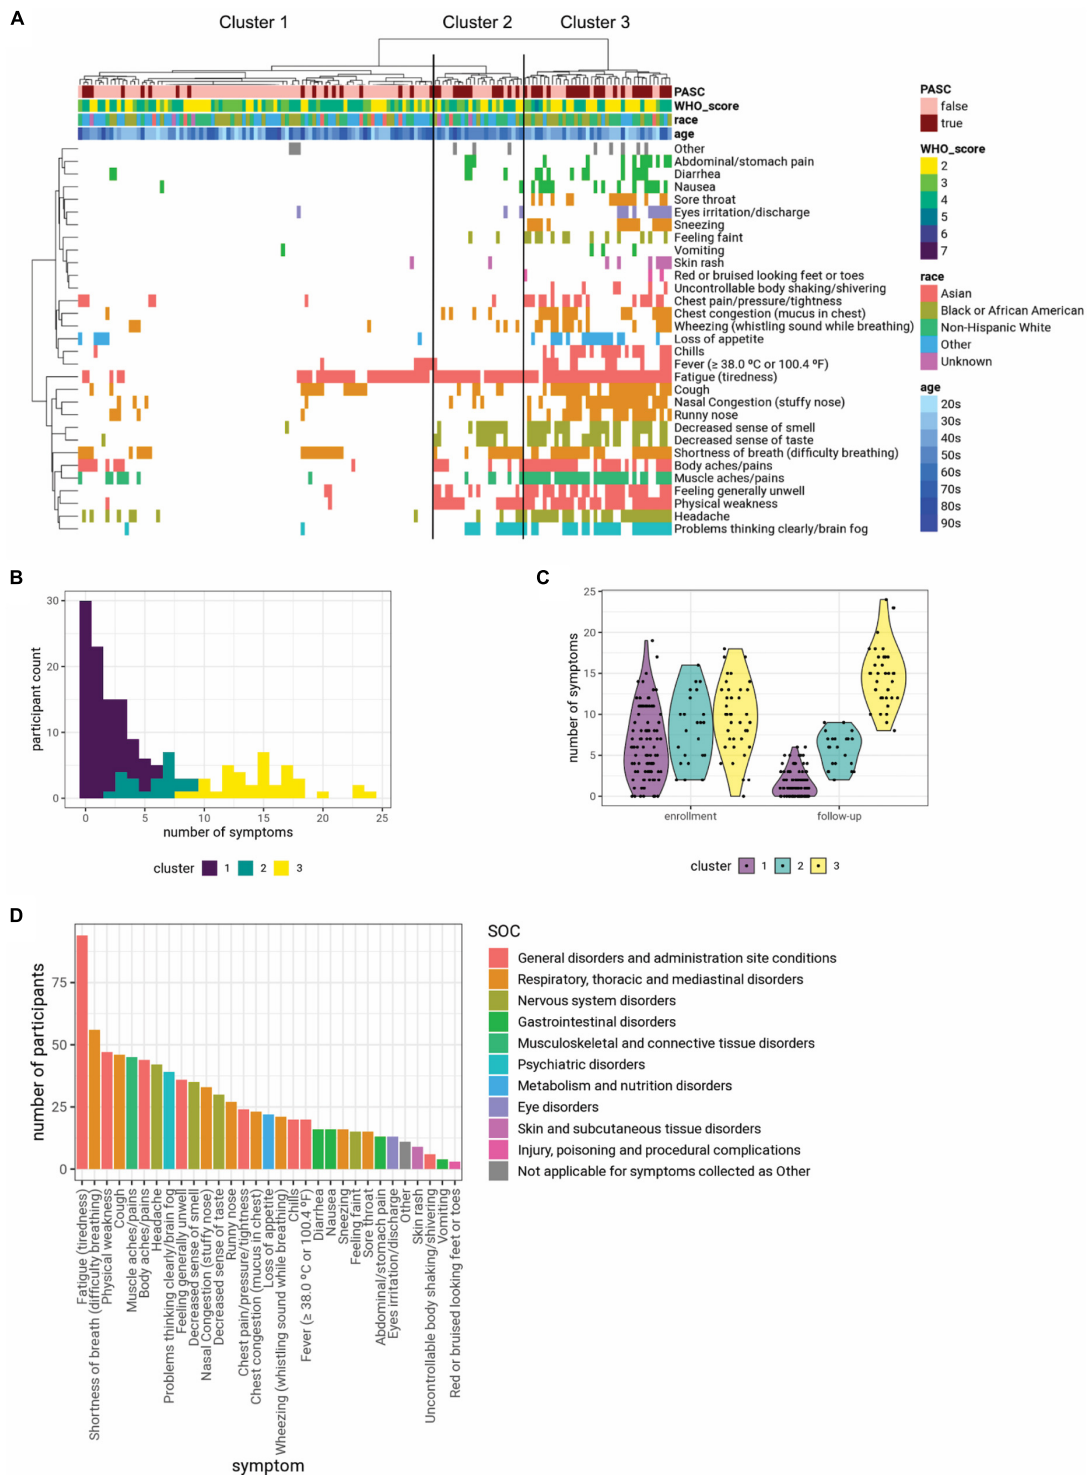 A
Cluster 1
Cluster 2
Cluster 3
PASC
WHO_score
race
age
Other
Abdominal/stomach pain
Diarrhea
Nausea
Sore throat
Eyes irritation/discharge
Sneezing
Feeling faint
Vomiting
Skin rash
Red or bruised looking feet or toes
Uncontrollable body shaking/shivering
Chest pain/pressure/tightness
Chest congestion (mucus in chest)
Wheezing (whistling sound while breathing)
Loss of appetite
Chills
Fever (≥ 38.0 ºC or 100.4 ºF)
Fatigue (tiredness)
Cough
Nasal Congestion (stuffy nose)
Runny nose
Decreased sense of smell
Decreased sense of taste
Shortness of breath (difficulty breathing)
Body aches/pains
Muscle aches/pains
Feeling generally unwell
Physical weakness
Headache
Problems thinking clearly/brain fog
PASC
false
true
WHO_score
2
3
4
5
6
7
race
Asian
Black or African American
Non-Hispanic White
Other
Unknown
age
20s
30s
40s
50s
60s
70s
80s
90s
B
participant count
30
20
10
0
0
5
10
15
20
25
number of symptoms
cluster
1
2
3
C
number of symptoms
25
20
15
10
5
0
enrollment
follow-up
cluster
1
2
3
D
number of participants
75
50
25
0
Fatigue (tiredness)
Shortness of breath (difficulty breathing)
Physical weakness
Cough
Muscle aches/pains
Body aches/pains
Headache
Problems thinking clearly/brain fog
Feeling generally unwell
Decreased sense of smell
Nasal Congestion (stuffy nose)
Decreased sense of taste
Runny nose
Chest pain/pressure/tightness
Chest congestion (mucus in chest)
Loss of appetite
Wheezing (whistling sound while breathing)
Chills
Fever (≥ 38.0 ºC or 100.4 ºF)
Diarrhea
Nausea
Sneezing
Feeling faint
Sore throat
Abdominal/stomach pain
Eyes irritation/discharge
Other
Skin rash
Uncontrollable body shaking/shivering
Vomiting
Red or bruised looking feet or toes
symptom
SOC
General disorders and administration site conditions
Respiratory, thoracic and mediastinal disorders
Nervous system disorders
Gastrointestinal disorders
Musculoskeletal and connective tissue disorders
Psychiatric disorders
Metabolism and nutrition disorders
Eye disorders
Skin and subcutaneous tissue disorders
Injury, poisoning and procedural complications
Not applicable for symptoms collected as Other